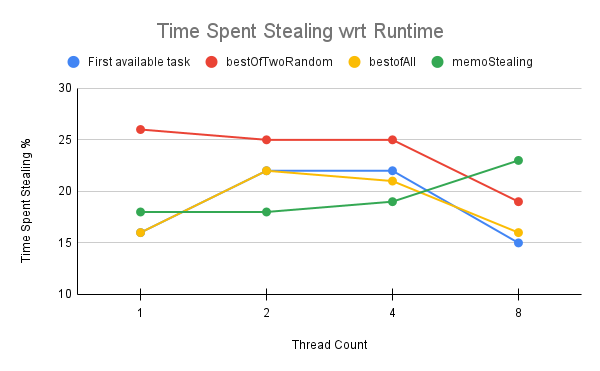 Time Spent Stealing wrt Runtime
First available task bestOfTwoRandom bestofAll memoStealing
30
25
20
15
10
Time Spent Stealing %
1 2 4 8
Thread Count